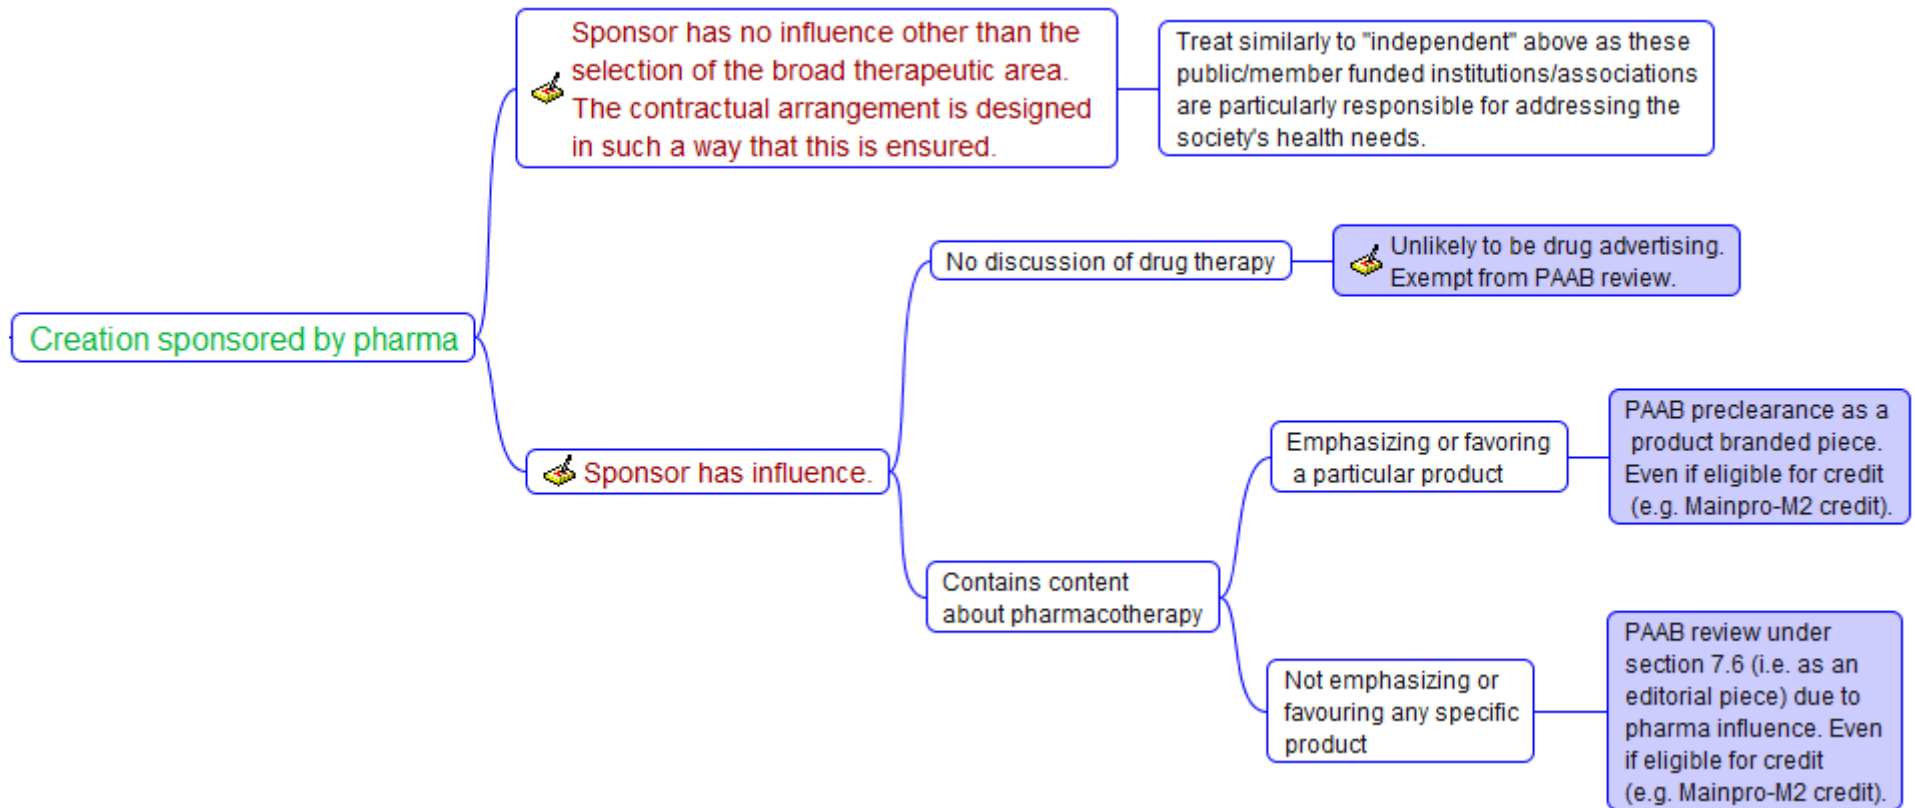 Sponsor has no influence other than the
selection of the broad therapeutic area.
The contractual arrangement is designed
in such a way that this is ensured.
Treat similarly to "independent" above as these
public/member funded institutions/associations
are particularly responsible for addressing the
society's health needs.
No discussion of drug therapy
Unlikely to be drug advertising.
Exempt from PAAB review.
Creation sponsored by pharma
Sponsor has influence.
Emphasizing or favoring
a particular product
PAAB preclearance as a
product branded piece.
Even if eligible for credit
(e.g. Mainpro-M2 credit).
Contains content
about pharmacotherapy
Not emphasizing or
favouring any specific
product
PAAB review under
section 7.6 (i.e. as an
editorial piece) due to
pharma influence. Even
if eligible for credit
(e.g. Mainpro-M2 credit).